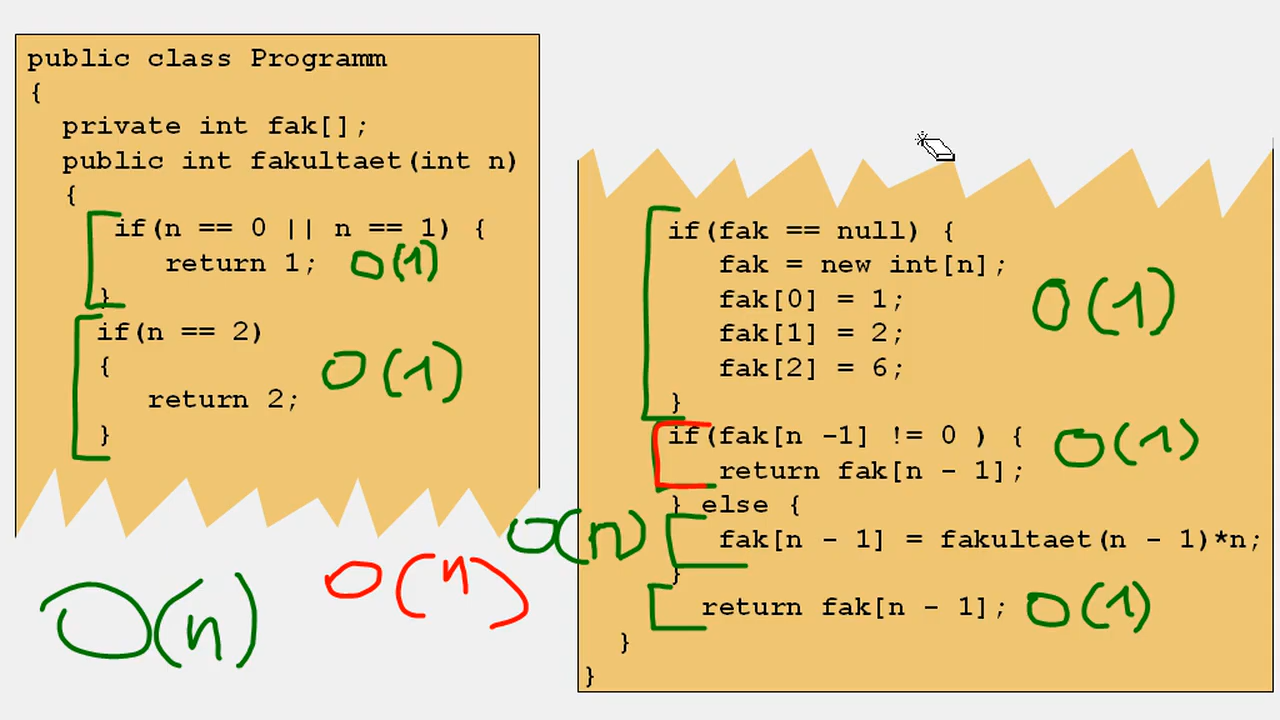 public class Programm
{
private int fak[];
public int fakultaet(int n)
{
if(n == 0 || n == 1) {
return 1; O(1)
}
if(n == 2)
{ O(1)
return 2;
}
O(n)
O(n)
if(fak == null) {
fak = new int[n];
fak[0] = 1; O(1)
fak[1] = 2;
fak[2] = 6;
}
if(fak[n -1] != 0 ) { O(1)
return fak[n - 1];
} else {
O(n) fak[n - 1] = fakultaet(n - 1)*n;
}
return fak[n - 1]; O(1)
}
}